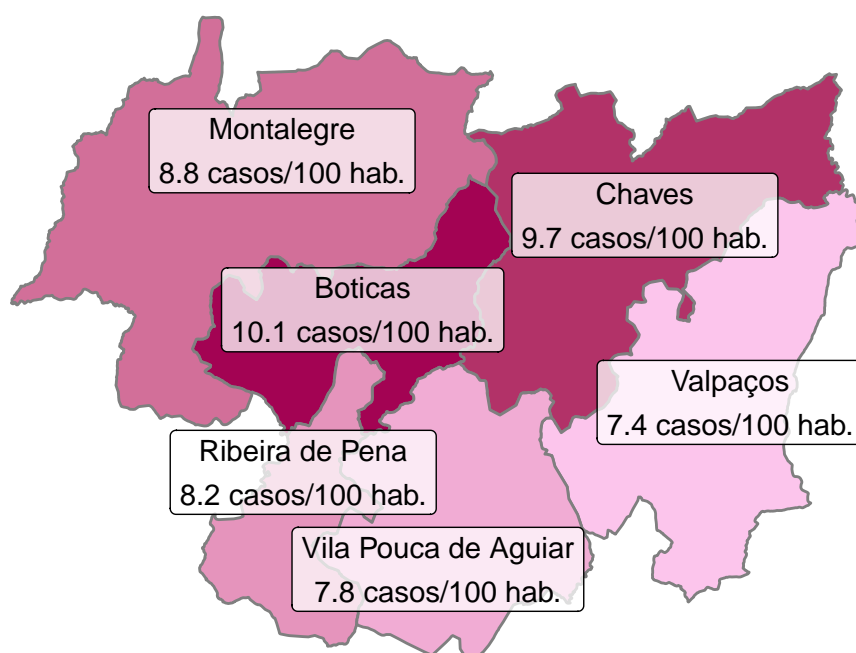 Montalegre
8.8 casos/100 hab.
Chaves
9.7 casos/100 hab.
Boticas
10.1 casos/100 hab.
Valpaços
7.4 casos/100 hab.
Ribeira de Pena
8.2 casos/100 hab.
Vila Pouca de Aguiar
7.8 casos/100 hab.